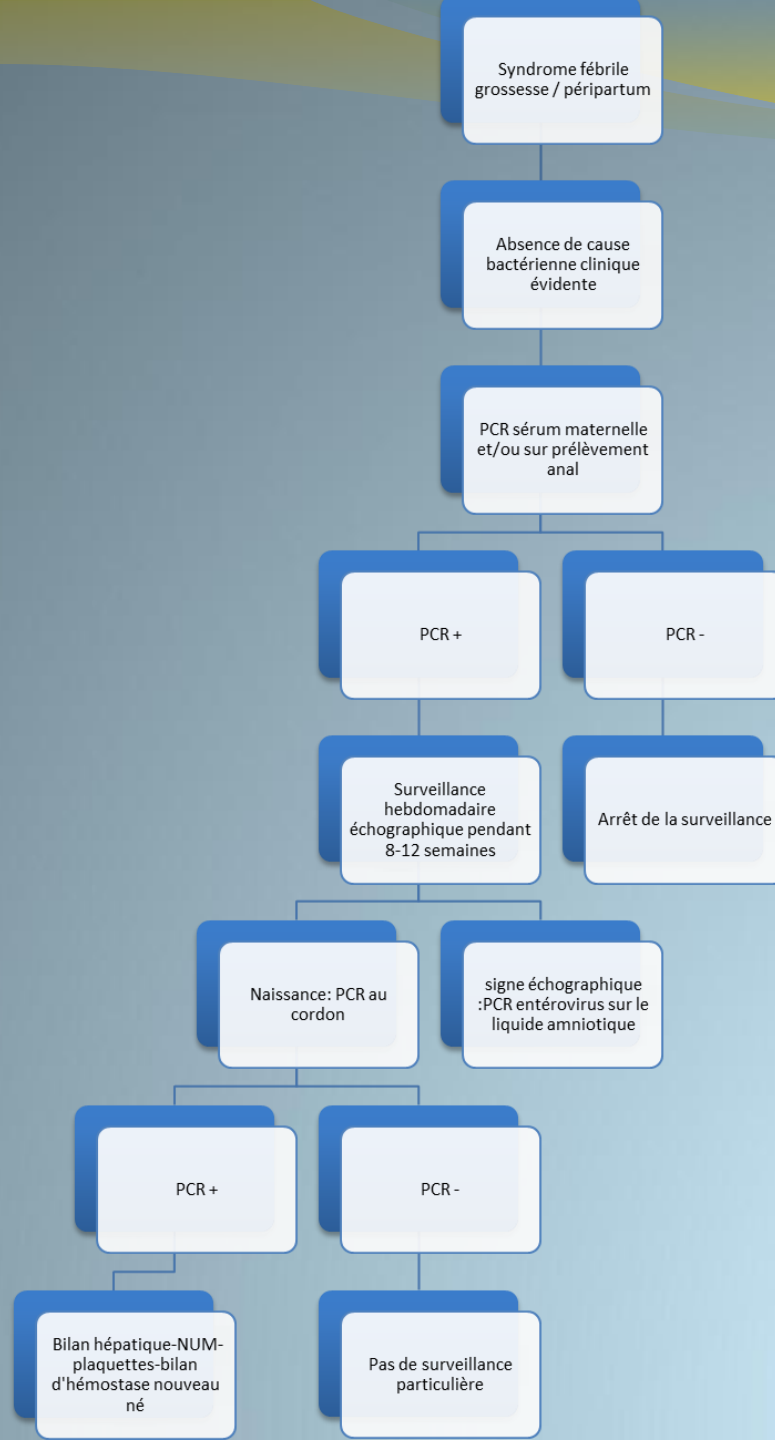 Syndrome fébrile
grossesse / péripartum
Absence de cause
bactérienne clinique
évidente
PCR sérum maternelle
et/ou sur prélèvement
anal
PCR +
PCR -
Surveillance
hebdomadaire
échographique pendant
8-12 semaines
Arrêt de la surveillance
Naissance: PCR au
cordon
signe échographique
:PCR entérovirus sur le
liquide amniotique
PCR +
PCR -
Bilan hépatique-NUM-
plaquettes-bilan
d'hémostase nouveau
né
Pas de surveillance
particulière